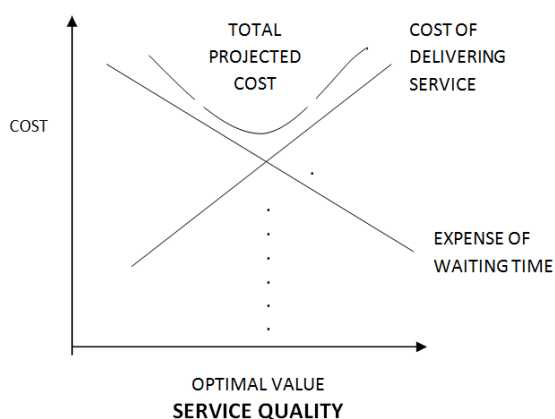 TOTAL
PROJECTED
COST
COST OF
DELIVERING
SERVICE
COST
EXPENSE OF
WAITING TIME
OPTIMAL VALUE
SERVICE QUALITY